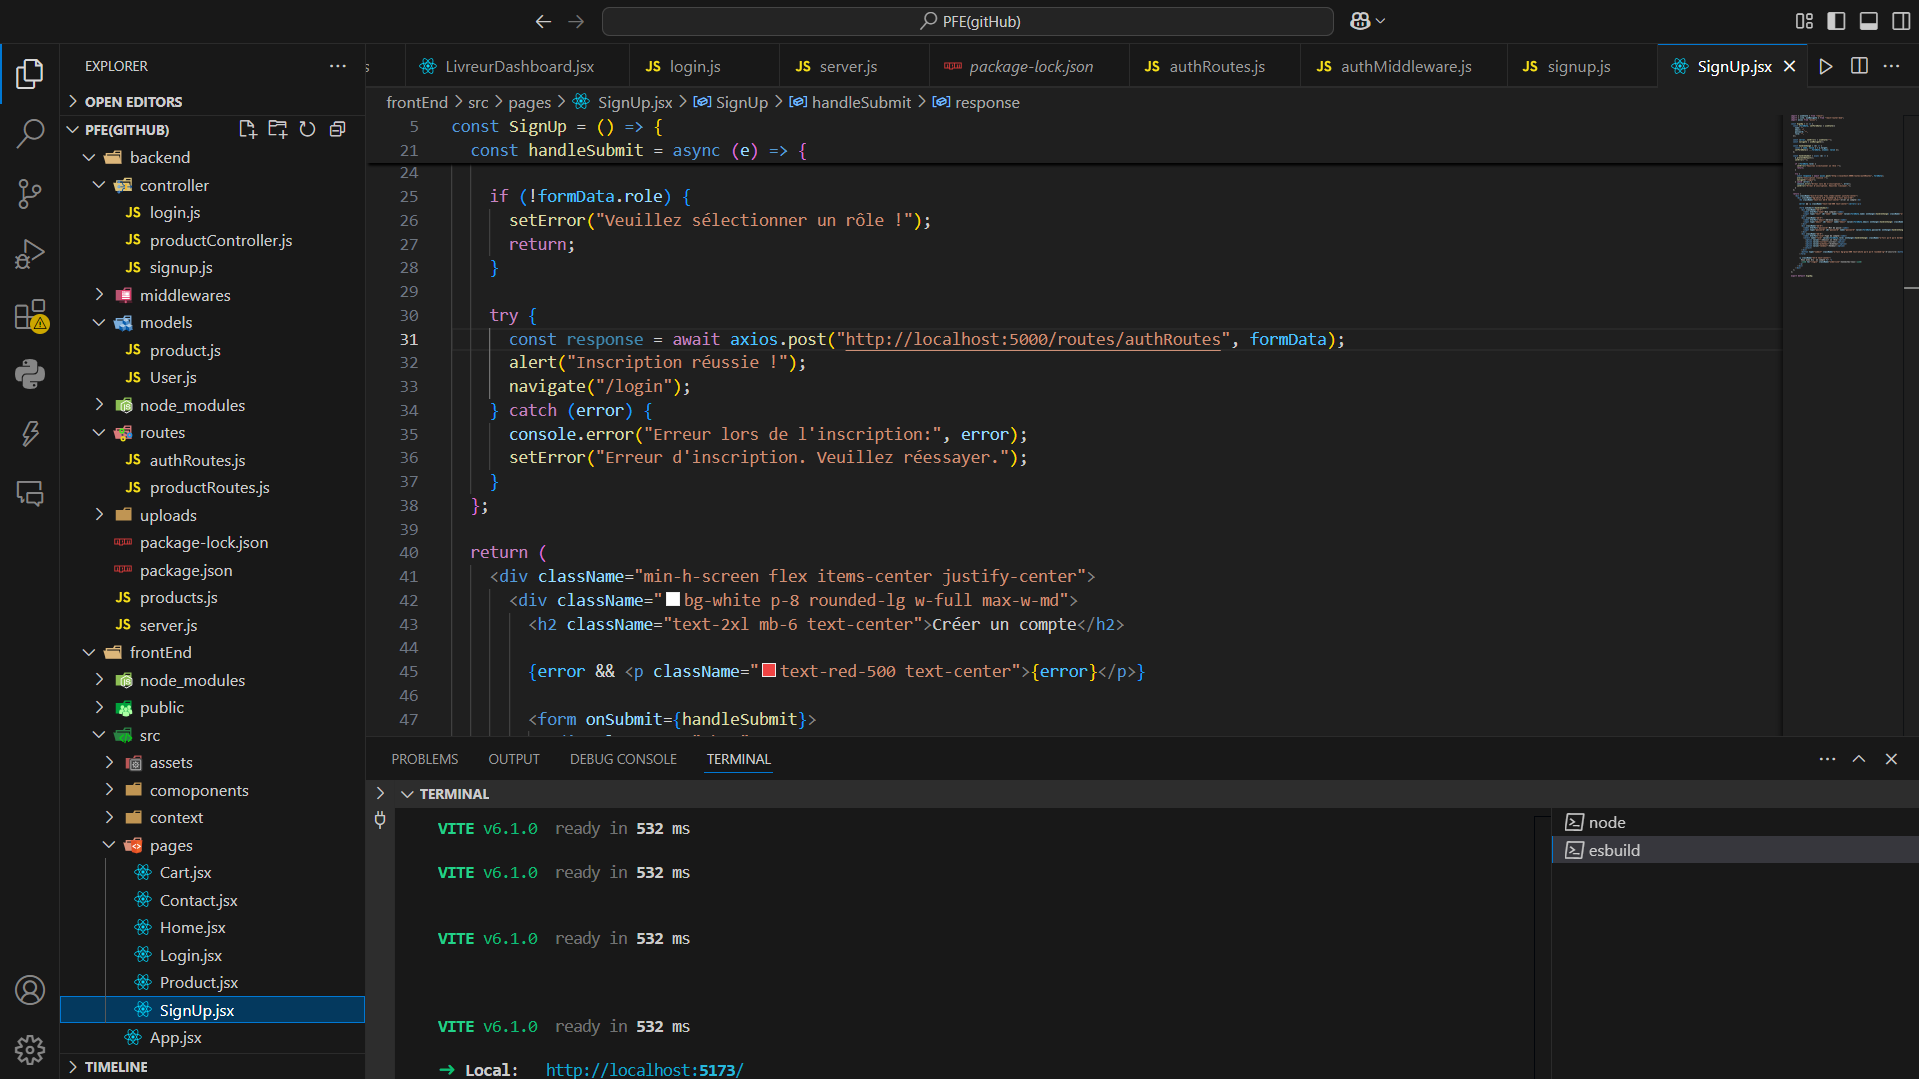 PFE(gitHub)
EXPLORER
OPEN EDITORS
PFE(GITHUB)
backend
controller
JS login.js
JS productController.js
JS signup.js
middlewares
models
JS product.js
JS User.js
node_modules
routes
JS authRoutes.js
JS productRoutes.js
uploads
package-lock.json
package.json
JS products.js
JS server.js
frontEnd
node_modules
public
src
assets
comoponents
context
pages
Cart.jsx
Contact.jsx
Home.jsx
Login.jsx
Product.jsx
SignUp.jsx
App.jsx
TIMELINE
s LivreurDashboard.jsx JS login.js JS server.js package-lock.json JS authRoutes.js JS authMiddleware.js JS signup.js SignUp.jsx
frontEnd > src > pages > SignUp.jsx > SignUp > handleSubmit > response
5 const SignUp = () => {
21 const handleSubmit = async (e) => {
24
25 if (!formData.role) {
26 setError("Veuillez sélectionner un rôle !");
27 return;
28 }
29
30 try {
31 const response = await axios.post("http://localhost:5000/routes/authRoutes", formData);
32 alert("Inscription réussie !");
33 navigate("/login");
34 } catch (error) {
35 console.error("Erreur lors de l'inscription:", error);
36 setError("Erreur d'inscription. Veuillez réessayer.");
37 }
38 };
39
40 return (
41 <div className="min-h-screen flex items-center justify-center">
42 <div className="bg-white p-8 rounded-lg w-full max-w-md">
43 <h2 className="text-2xl mb-6 text-center">Créer un compte</h2>
44
45 {error && <p className="text-red-500 text-center">{error}</p>}
46
47 <form onSubmit={handleSubmit}>
PROBLEMS OUTPUT DEBUG CONSOLE TERMINAL
TERMINAL
VITE v6.1.0 ready in 532 ms
VITE v6.1.0 ready in 532 ms
VITE v6.1.0 ready in 532 ms
VITE v6.1.0 ready in 532 ms
➜ Local: http://localhost:5173/
node
esbuild